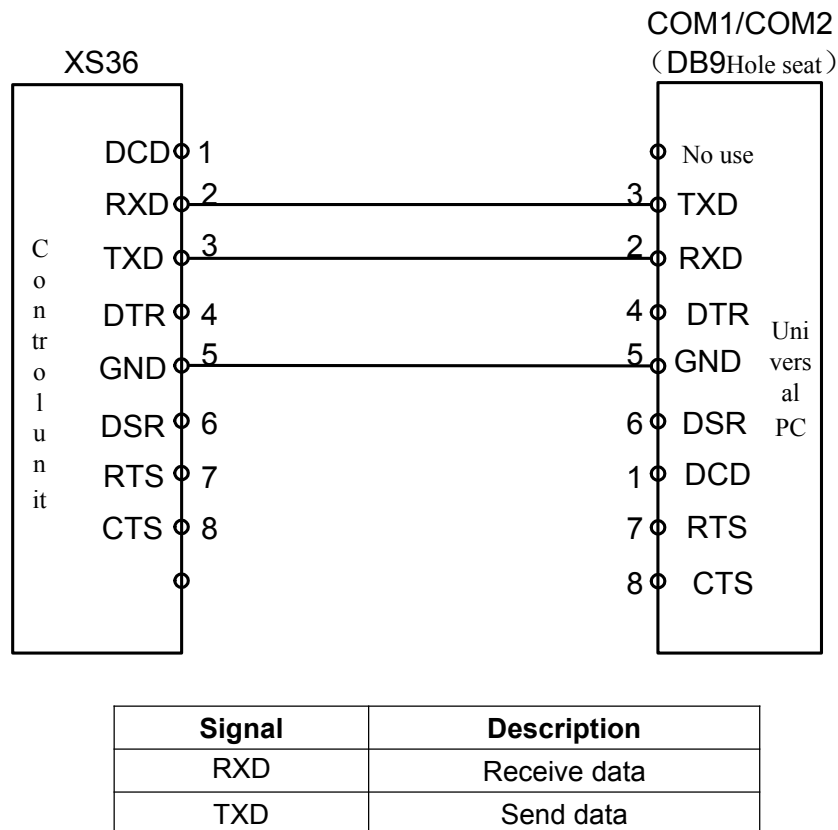 COM1/COM2
XS36
（DB9Hole seat）
DCD 1
No use
RXD 2
3 TXD
TXD 3
2 RXD
DTR 4
4 DTR
GND 5
5 GND
DSR 6
6 DSR
RTS 7
1 DCD
CTS 8
7 RTS
8 CTS
C
o
n
tr
o
l
u
n
it
Uni
vers
al
PC
Signal Description
RXD Receive data
TXD Send data